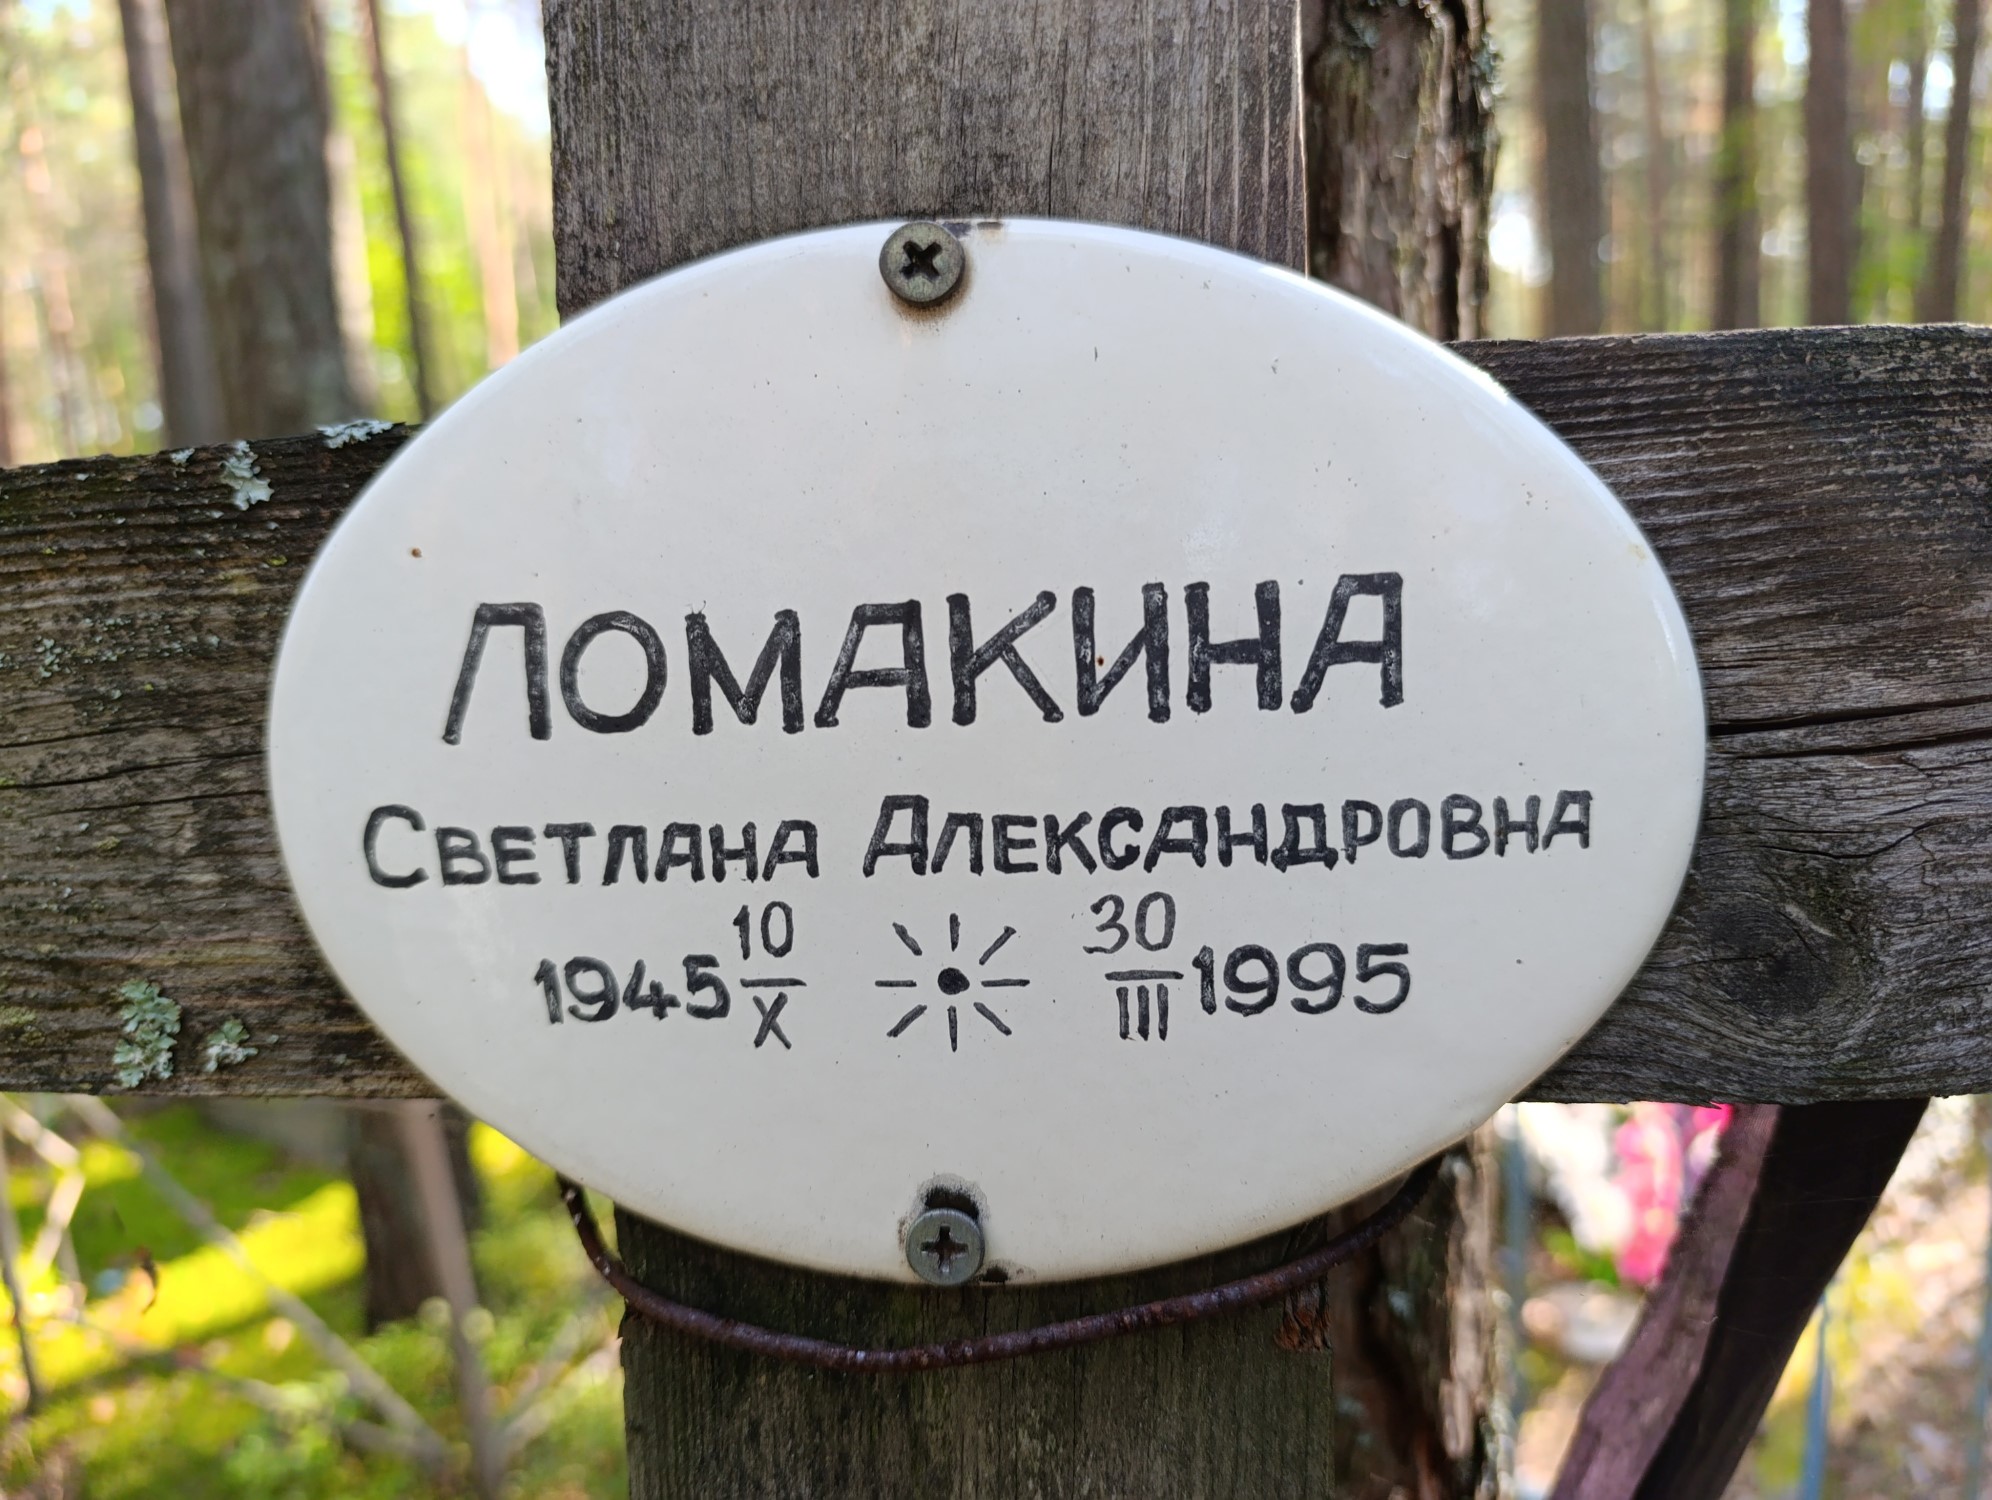 ЛОМАКИНА
СВЕТЛАНА АЛЕКСАНДРОВНА
1945 10/X 30/III 1995